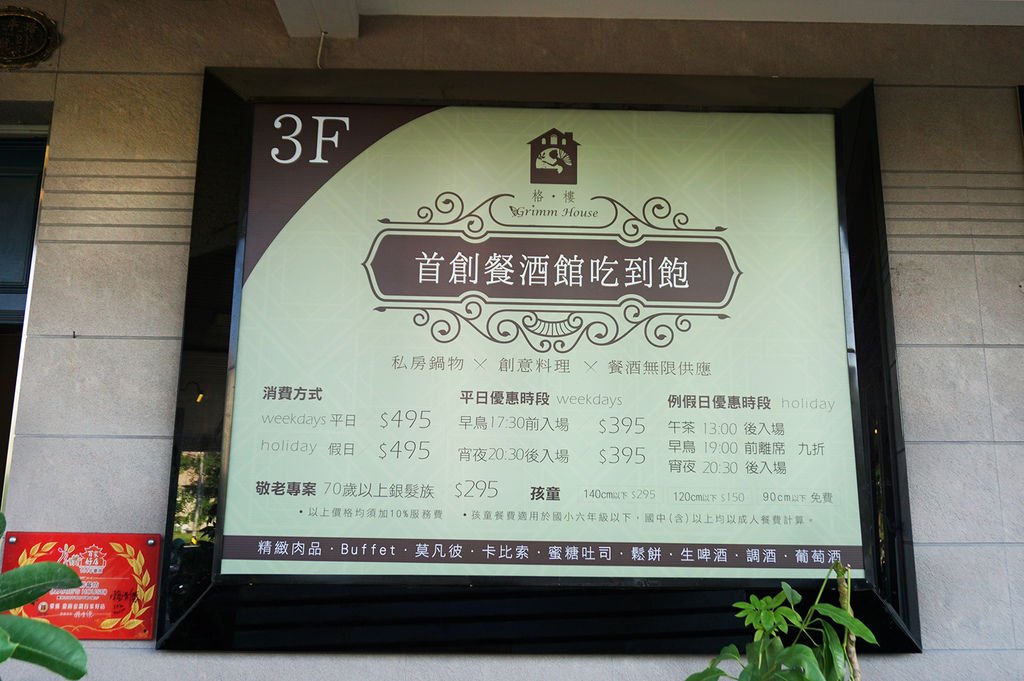 3F
格・樓
Grimm House
首創餐酒館吃到飽
私房鍋物 × 創意料理 × 餐酒無限供應
消費方式
weekdays 平日 $495
holiday 假日 $495
平日優惠時段 weekdays
早鳥17:30前入場 $395
宵夜20:30後入場 $395
例假日優惠時段 holiday
午茶 13:00 後入場
早鳥 19:00 前離席 九折
宵夜 20:30 後入場
敬老專案 70歲以上銀髮族 $295
孩童 140cm以下 $295 120cm以下 $150 90cm以下 免費
・以上價格均須加10%服務費 ・孩童餐費適用於國小六年級以下，國中(含)以上均以成人餐費計算。
精緻肉品・Buffet・莫凡彼・卡比索・蜜糖吐司・鬆餅・生啤酒・調酒・葡萄酒